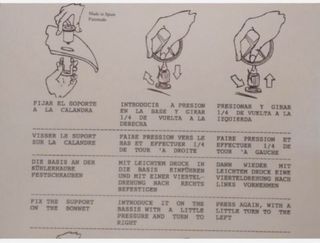 Made in Spain
Patentado
FIJAR EL SOPORTE
A LA CALANDRA
INTRODUCIS A PRESION
EN LA BASE Y GIRAR
1/4 DE VUELTA A LA
DERECHA
PRESIONAR Y GIRAR
1/4 DE VUELTA A LA
IZQUIERDA
VISSER LE SUPORT
SUR LA CALANDRE
FAIRE PRESSION VERS LE
BAS ET EFFECTUER 1/4
DE TOUR 'A DROITE
FAIRE PRESSION ET
EFFECTUER 1/4 DE
TOUR 'A GAUCHE
DIE BASIS AN DER
KÜHLERHAUBE
FESTSCHRAUBEN
MIT LEICHTEM DRUCK IN
DIE BASIS EINFÜHREN
UND MIT EINER VIERTEL-
DREHUNG NACH RECHTS
BEFESTIGEN
DANN WIEDER MIT
LEICHTEM DRUCK EINE
VIERTELDREHUNG NACH
LINKS VORNEHMEN
FIX THE SUPPORT
ON THE BONNET
INTRODUCE IT ON THE
BASSIS WITH A LITTLE
PRESSURE AND TURN TO
RIGHT
PRESS AGAIN, WITH A
LITTLE TURN TO THE
LEFT